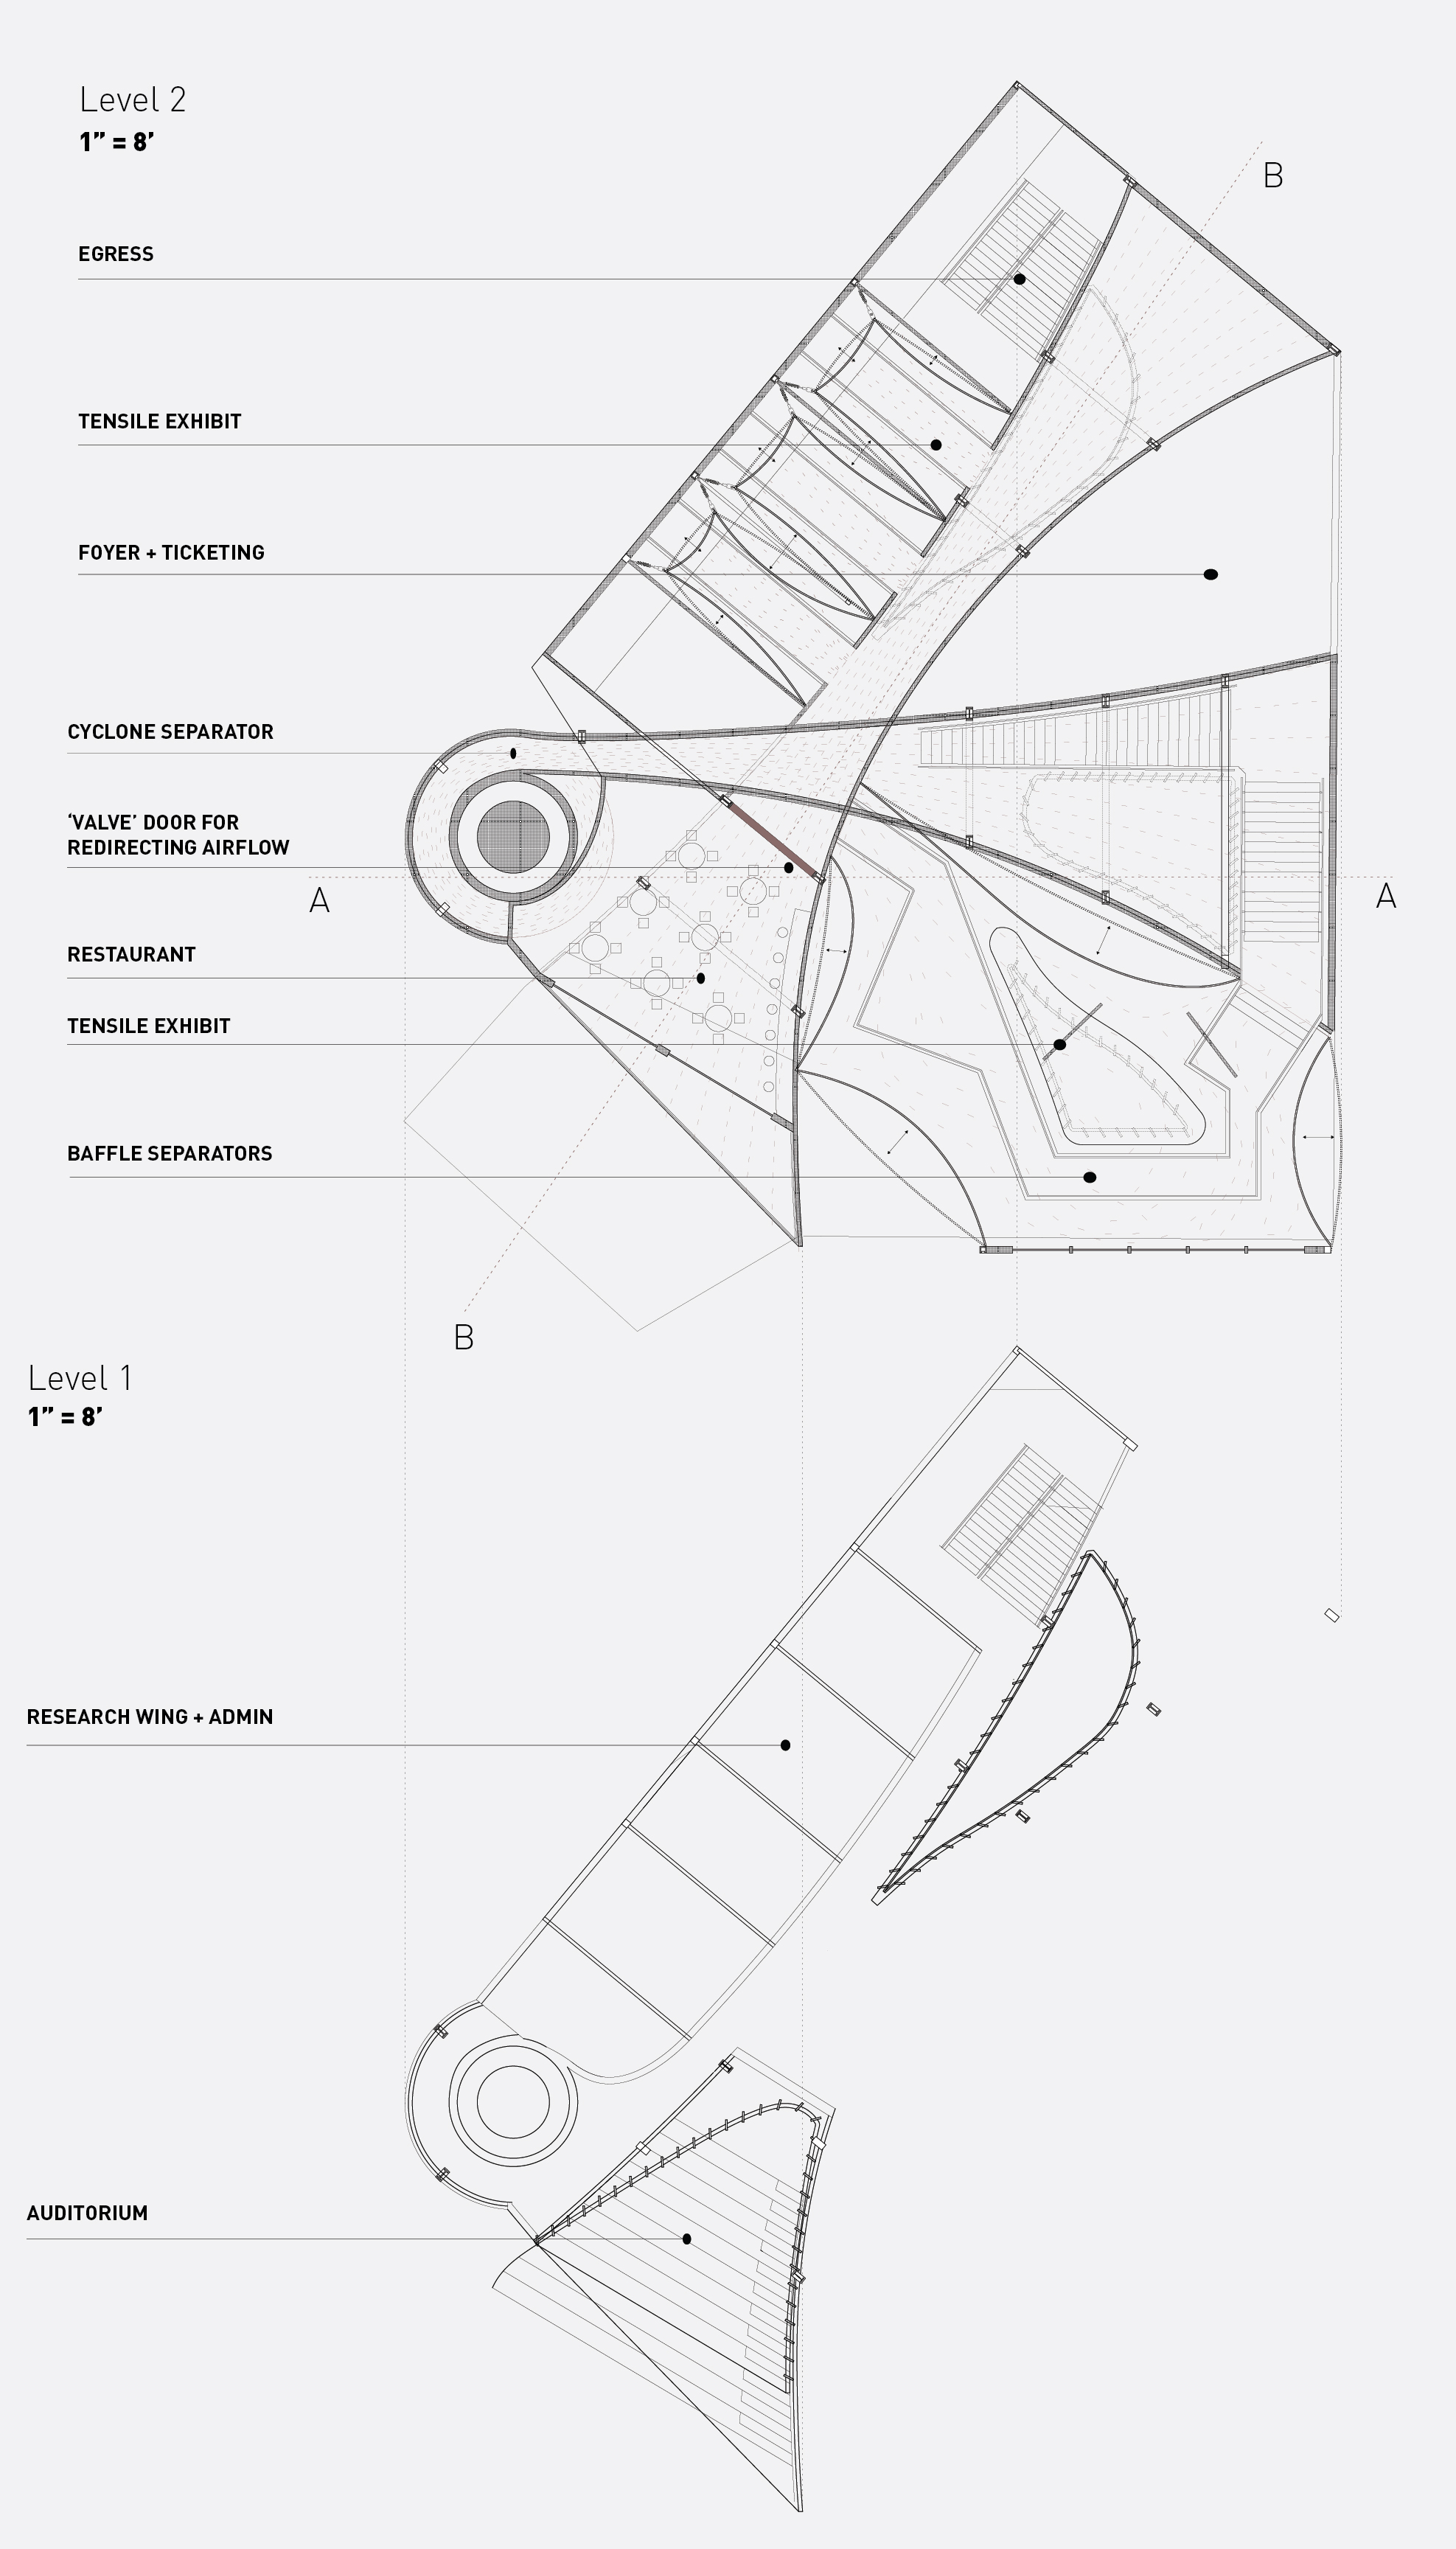 Level 2
1” = 8’
B
EGRESS
TENSILE EXHIBIT
FOYER + TICKETING
CYCLONE SEPARATOR
‘VALVE’ DOOR FOR
REDIRECTING AIRFLOW
A
A
RESTAURANT
TENSILE EXHIBIT
BAFFLE SEPARATORS
B
Level 1
1” = 8’
RESEARCH WING + ADMIN
AUDITORIUM